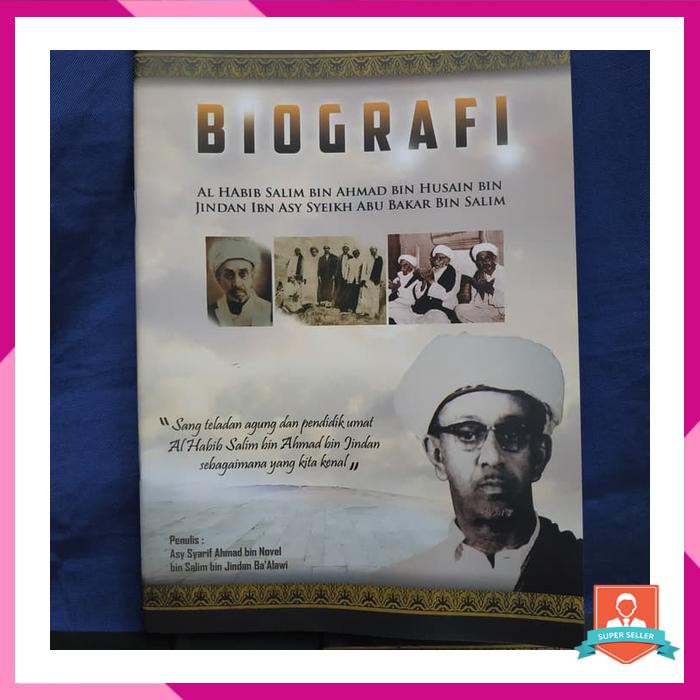 BIOGRAFI
AL HABIB SALIM BIN AHMAD BIN HUSAIN BIN
JINDAN IBN ASY SYEIKH ABU BAKAR BIN SALIM
“Sang teladan agung dan pendidik umat
Al Habib Salim bin Ahmad bin Jindan
sebagaimana yang kita kenal„
Penulis :
Asy Syarif Ahmad bin Novel
bin Salim bin Jindan Ba'Alawi
SUPER SELLER